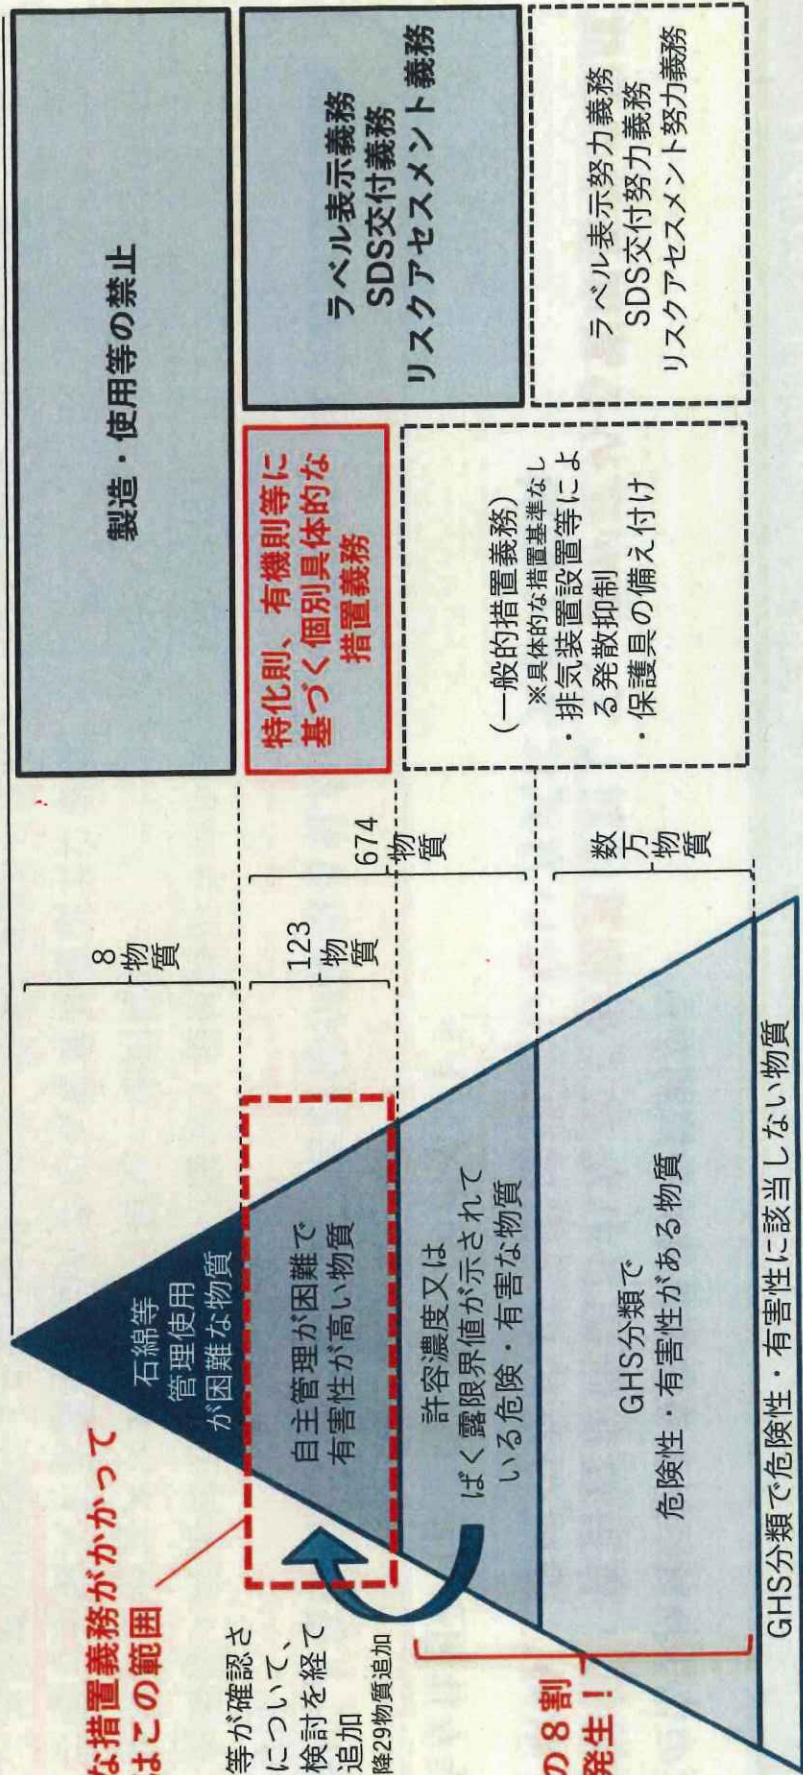 な措置義務がかかって
はこの範囲
等が確認さ
について、
検討を経て
追加
降29物質追加
の8割
発生！
石綿等
管理使用
が困難な物質
自主管理が困難で
有害性が高い物質
許容濃度又は
ばく露限界値が示されて
いる危険・有害な物質
GHS分類で
危険性・有害性がある物質
GHS分類で危険性・有害性に該当しない物質
8
物
質
123
物
質
674
物
質
数
万
物
質
製造・使用等の禁止
特化則、有機則等に
基づく個別具体的な
措置義務
(一般的措置義務)
※具体的な措置基準なし
・排気装置設置等によ
る発散抑制
・保護具の備え付け
ラベル表示義務
SDS交付義務
リスクアセスメント義務
ラベル表示努力義務
SDS交付努力義務
リスクアセスメント努力義務